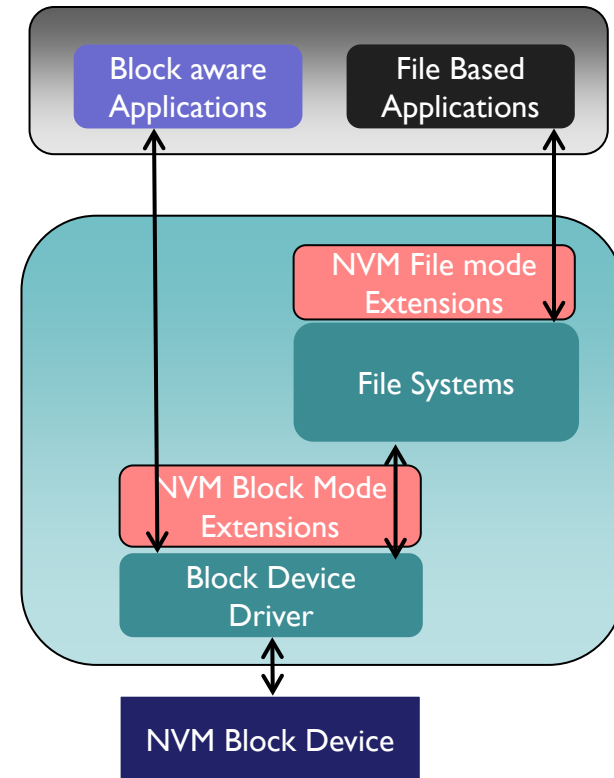 Block aware
Applications
File Based
Applications
NVM File mode
Extensions
File Systems
NVM Block Mode
Extensions
Block Device
Driver
NVM Block Device